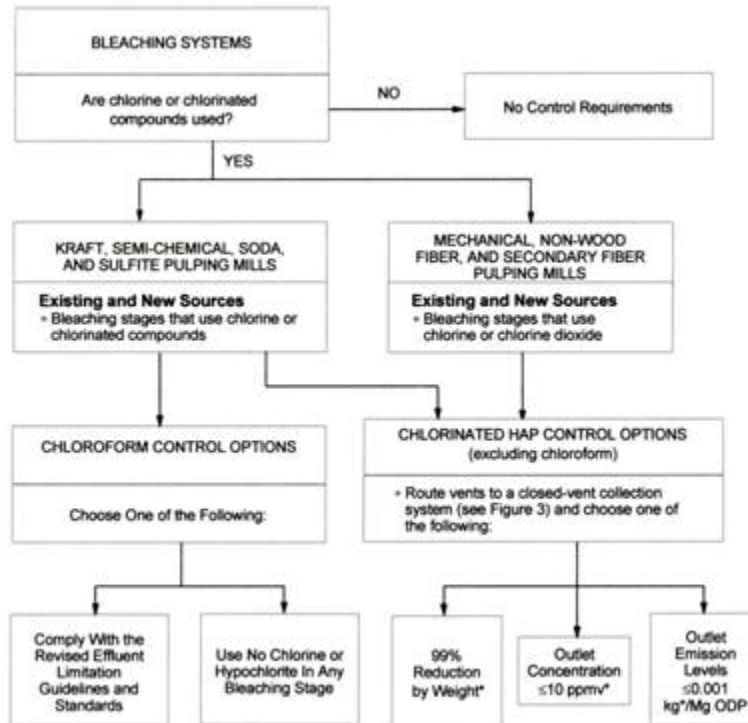 BLEACHING SYSTEMS
Are chlorine or chlorinated
compounds used?
NO
No Control Requirements
YES
KRAFT, SEMI-CHEMICAL, SODA,
AND SULFITE PULPING MILLS
Existing and New Sources
• Bleaching stages that use chlorine or
chlorinated compounds
MECHANICAL, NON-WOOD
FIBER, AND SECONDARY FIBER
PULPING MILLS
Existing and New Sources
• Bleaching stages that use
chlorine or chlorine dioxide
CHLOROFORM CONTROL OPTIONS
Choose One of the Following:
CHLORINATED HAP CONTROL OPTIONS
(excluding chloroform)
• Route vents to a closed-vent collection
system (see Figure 3) and choose one of
the following:
Comply With the
Revised Effluent
Limitation
Guidelines and
Standards
Use No Chlorine or
Hypochlorite In Any
Bleaching Stage
99%
Reduction
by Weight*
Outlet
Concentration
≤10 ppmv*
Outlet
Emission
Levels
≤0.001
kg*/Mg ODP